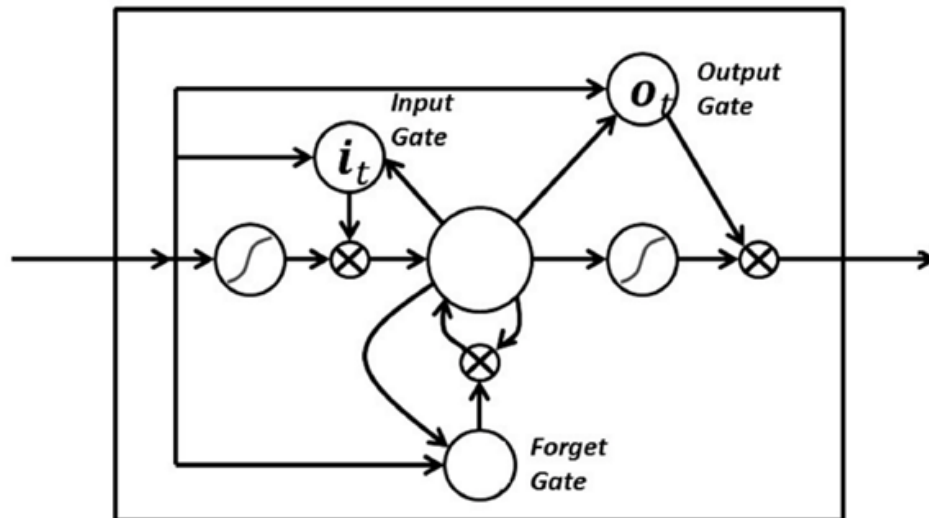 Input
Gate
i_t
o_t
Output
Gate
Forget
Gate